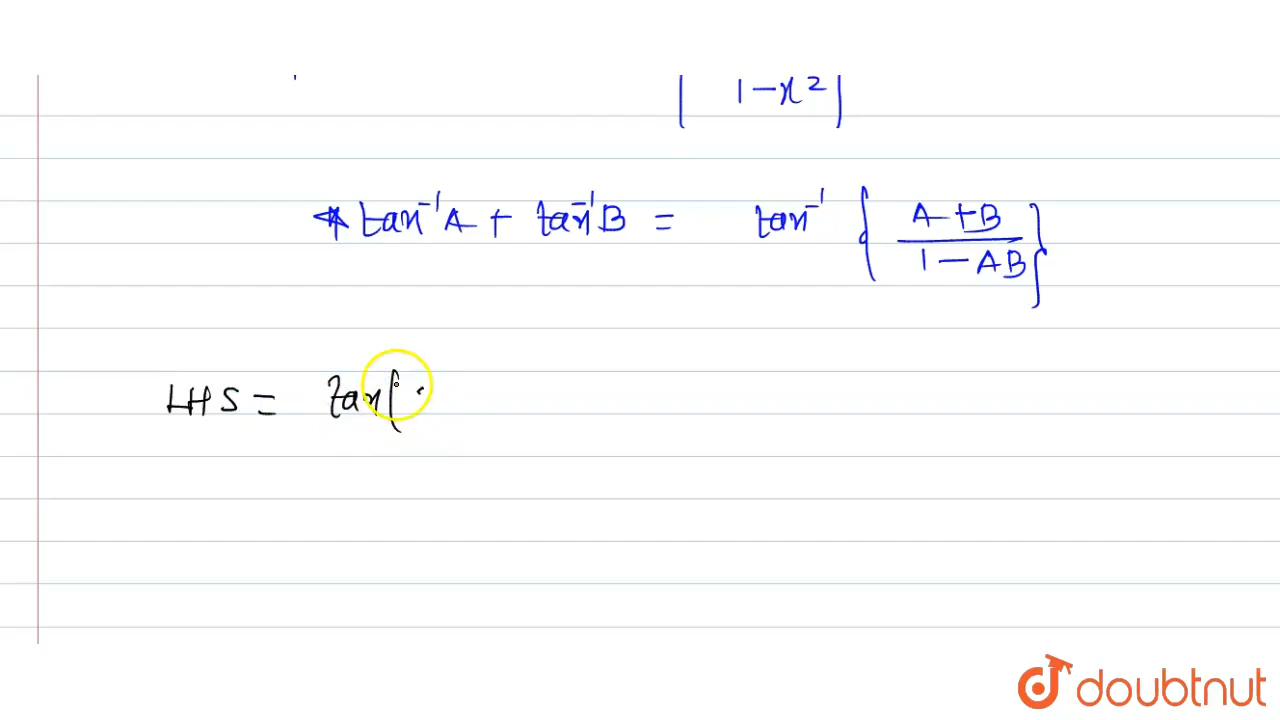 1-x²
* tan⁻¹A + tan⁻¹B = tan⁻¹ { A+B / 1-AB }
LHS = tan(
doubtnut